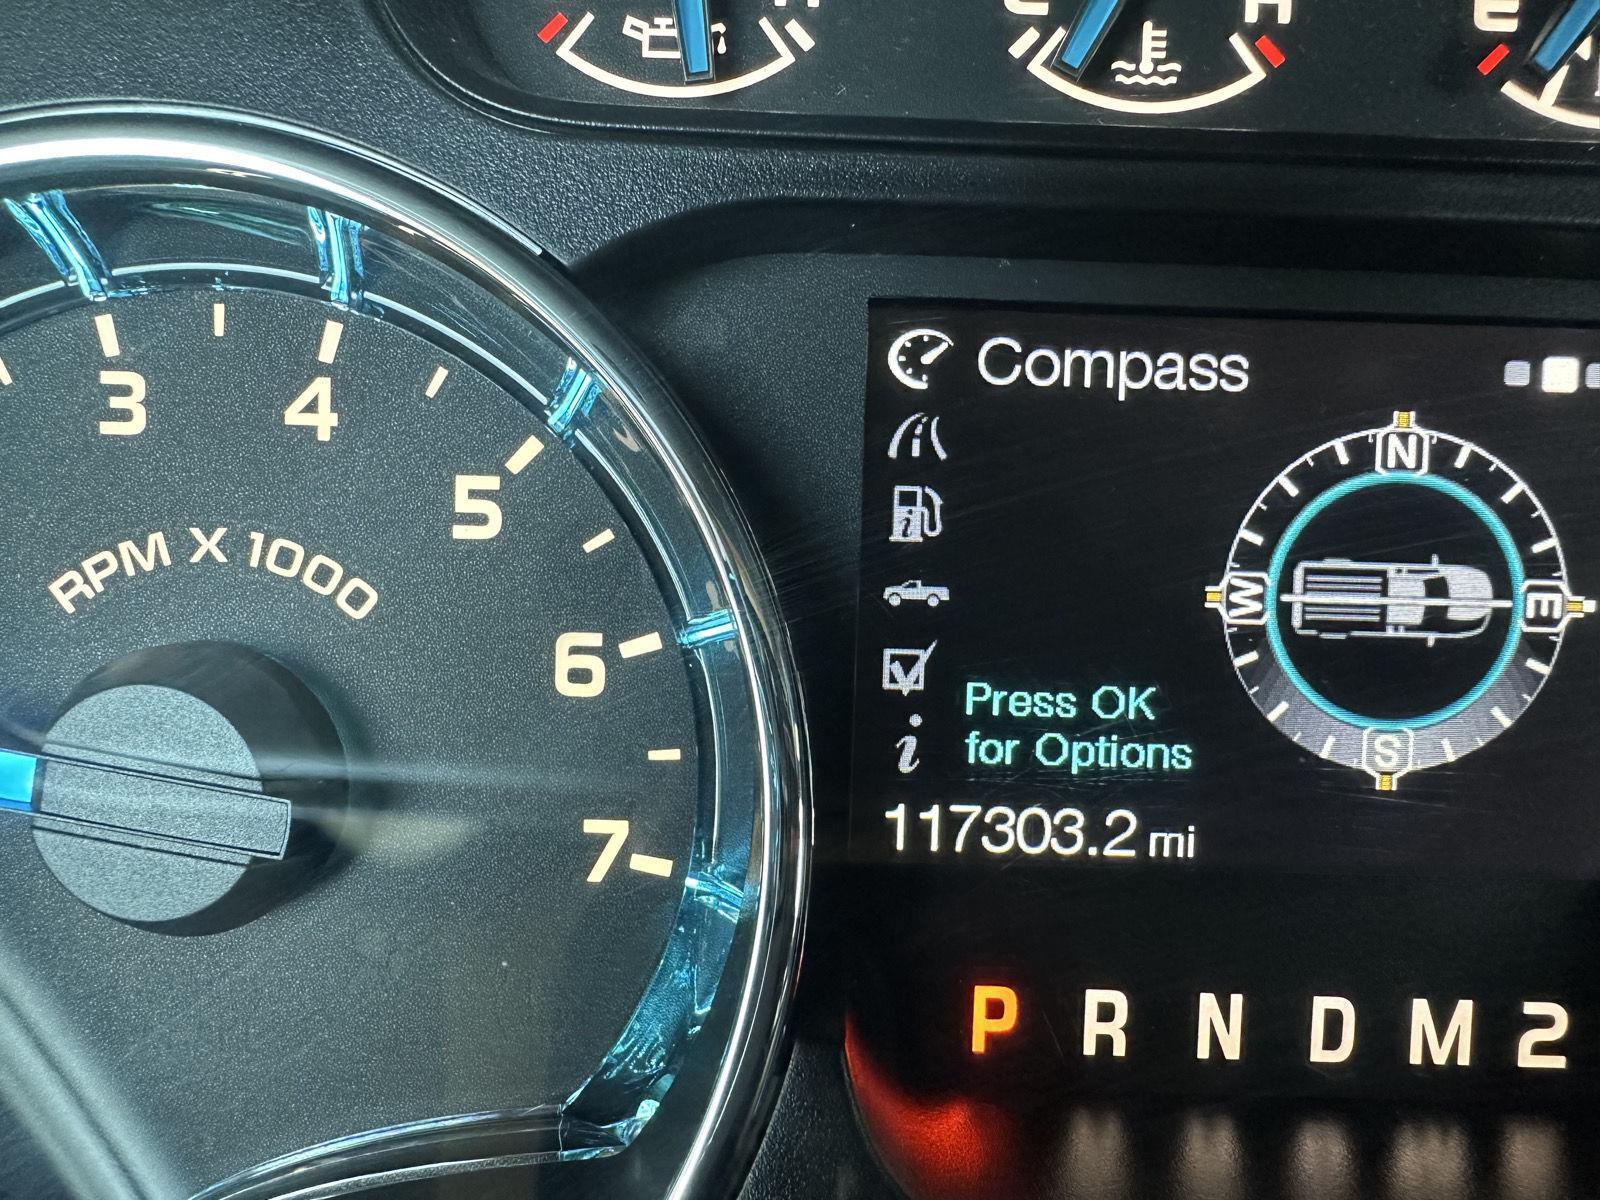 H
C H
E
3
4
5
6
7
RPM X 1000
Compass
N
W
E
S
i
i
Press OK
for Options
117303.2 mi
P R N D M 2